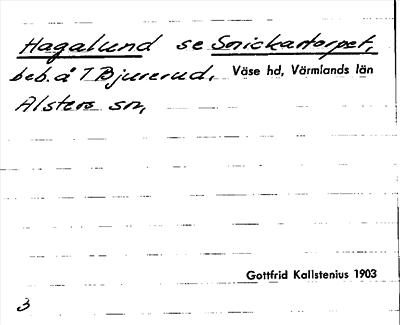 Hagalund se Snickartorpet,
beb. å 7 Bjurerud, Väse hd, Värmlands län
Alsters sn,
Gottfrid Kallstenius 1903
3